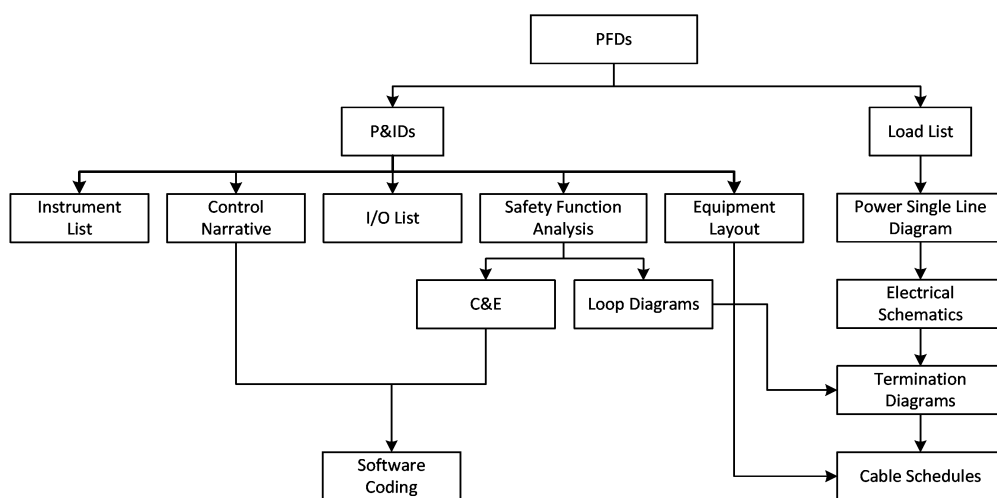 PFDs
P&IDs
Load List
Instrument
List
Control
Narrative
I/O List
Safety Function
Analysis
Equipment
Layout
Power Single Line
Diagram
C&E
Loop Diagrams
Electrical
Schematics
Termination
Diagrams
Software
Coding
Cable Schedules